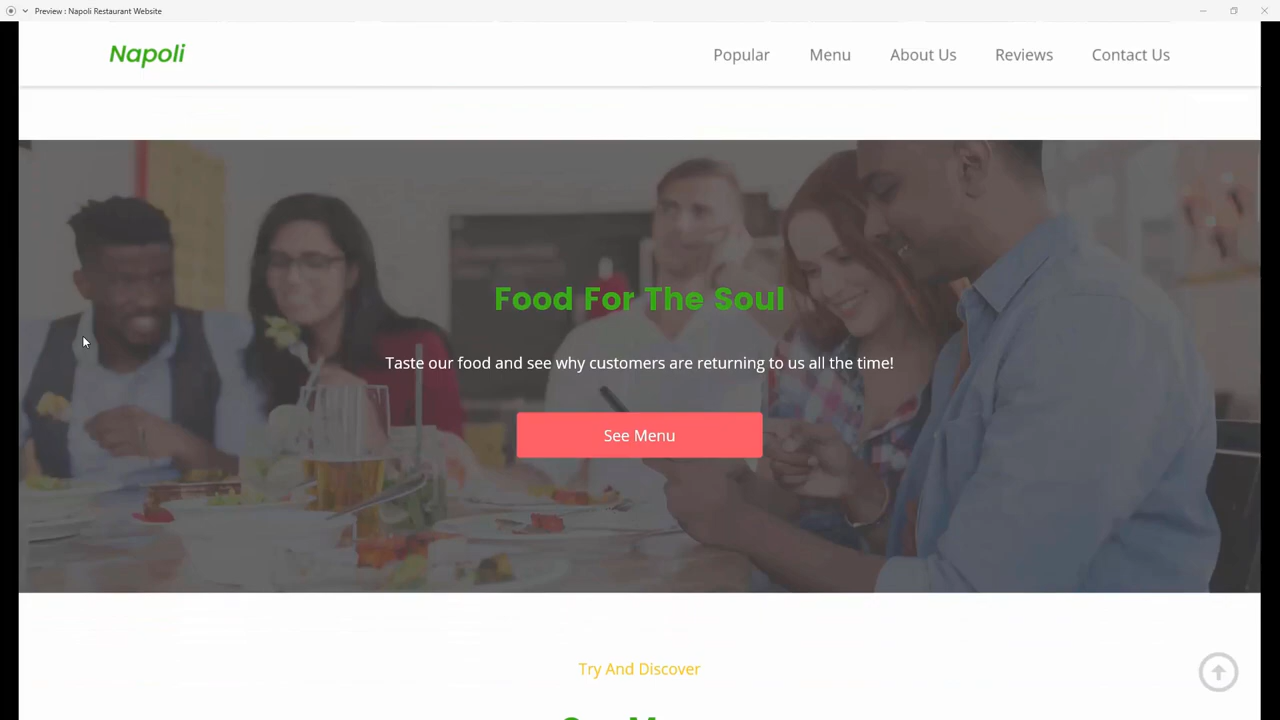 Preview : Napoli Restaurant Website
Napoli
Popular
Menu
About Us
Reviews
Contact Us
Food For The Soul
Taste our food and see why customers are returning to us all the time!
See Menu
Try And Discover